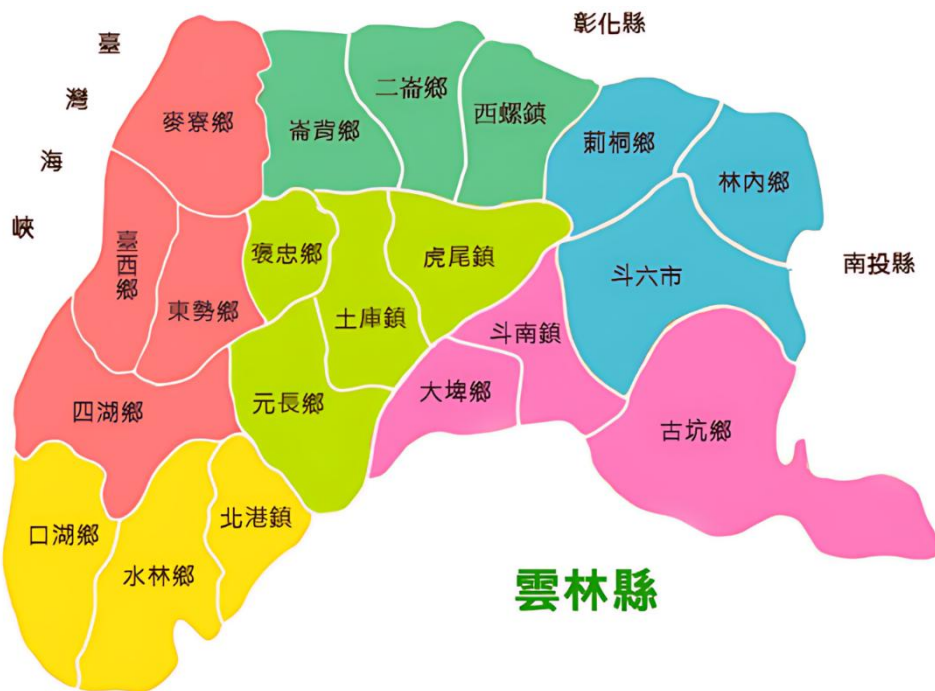 臺灣海峽
彰化縣
南投縣
麥寮鄉
崙背鄉
二崙鄉
西螺鎮
莿桐鄉
林內鄉
臺西鄉
東勢鄉
褒忠鄉
土庫鎮
虎尾鎮
斗六市
斗南鎮
大埤鄉
古坑鄉
四湖鄉
元長鄉
口湖鄉
水林鄉
北港鎮
雲林縣